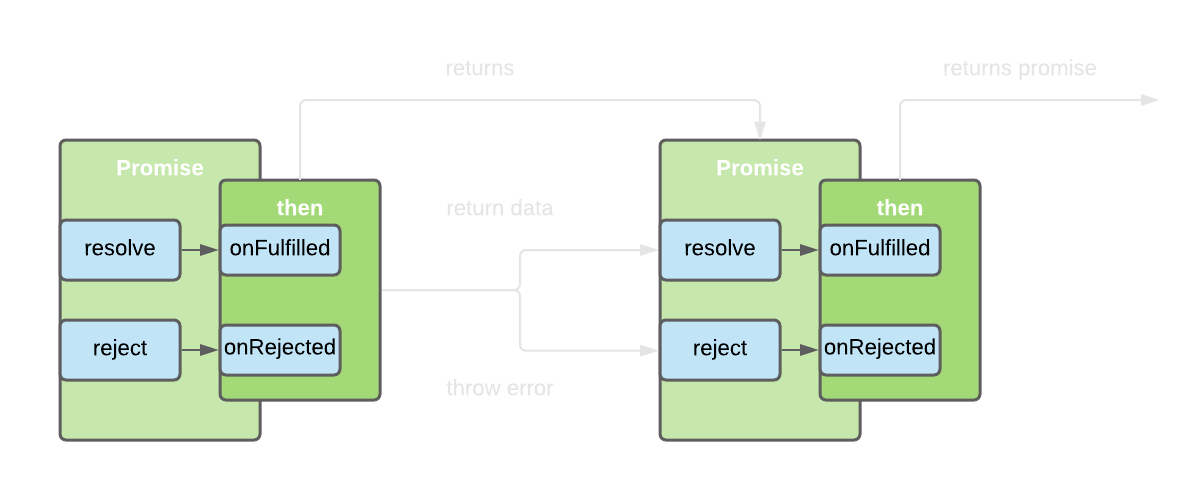 returns
returns promise
Promise
then
resolve
onFulfilled
reject
onRejected
return data
throw error
Promise
then
resolve
onFulfilled
reject
onRejected